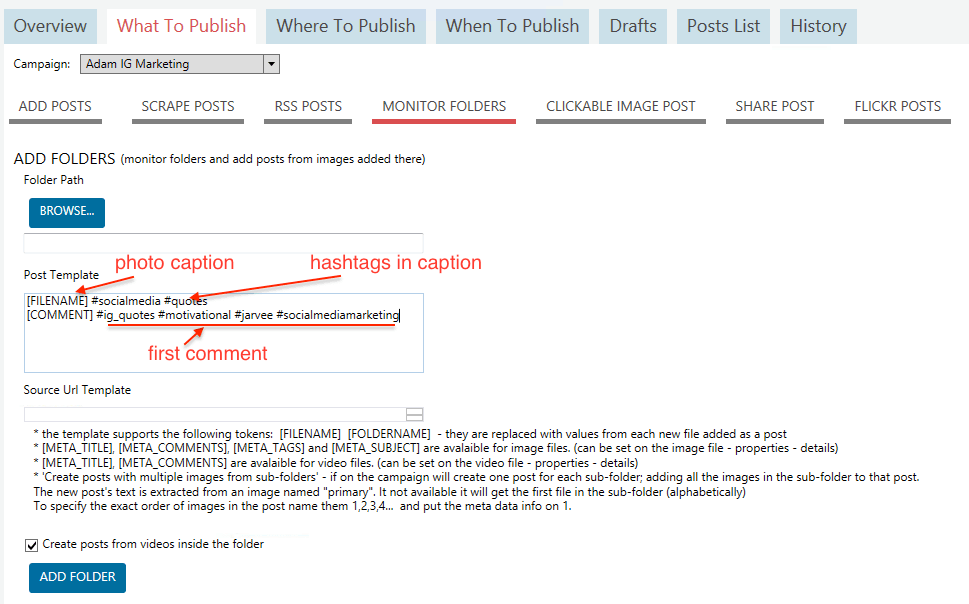 Overview What To Publish Where To Publish When To Publish Drafts Posts List History
Campaign: Adam IG Marketing
ADD POSTS SCRAPE POSTS RSS POSTS MONITOR FOLDERS CLICKABLE IMAGE POST SHARE POST FLICKR POSTS
ADD FOLDERS (monitor folders and add posts from images added there)
Folder Path
BROWSE...
photo caption hashtags in caption
Post Template
[FILENAME] #socialmedia #quotes
[COMMENT] #ig_quotes #motivational #jarvee #socialmediamarketing
first comment
Source Url Template
* the template supports the following tokens: [FILENAME] [FOLDERNAME] - they are replaced with values from each new file added as a post
* [META_TITLE], [META_COMMENTS], [META_TAGS] and [META_SUBJECT] are avalaible for image files. (can be set on the image file - properties - details)
* [META_TITLE], [META_COMMENTS] are avalaible for video files. (can be set on the video file - properties - details)
* 'Create posts with multiple images from sub-folders' - if on the campaign will create one post for each sub-folder; adding all the images in the sub-folder to that post.
The new post's text is extracted from an image named "primary". It not available it will get the first file in the sub-folder (alphabetically)
To specify the exact order of images in the post name them 1,2,3,4... and put the meta data info on 1.
Create posts from videos inside the folder
ADD FOLDER